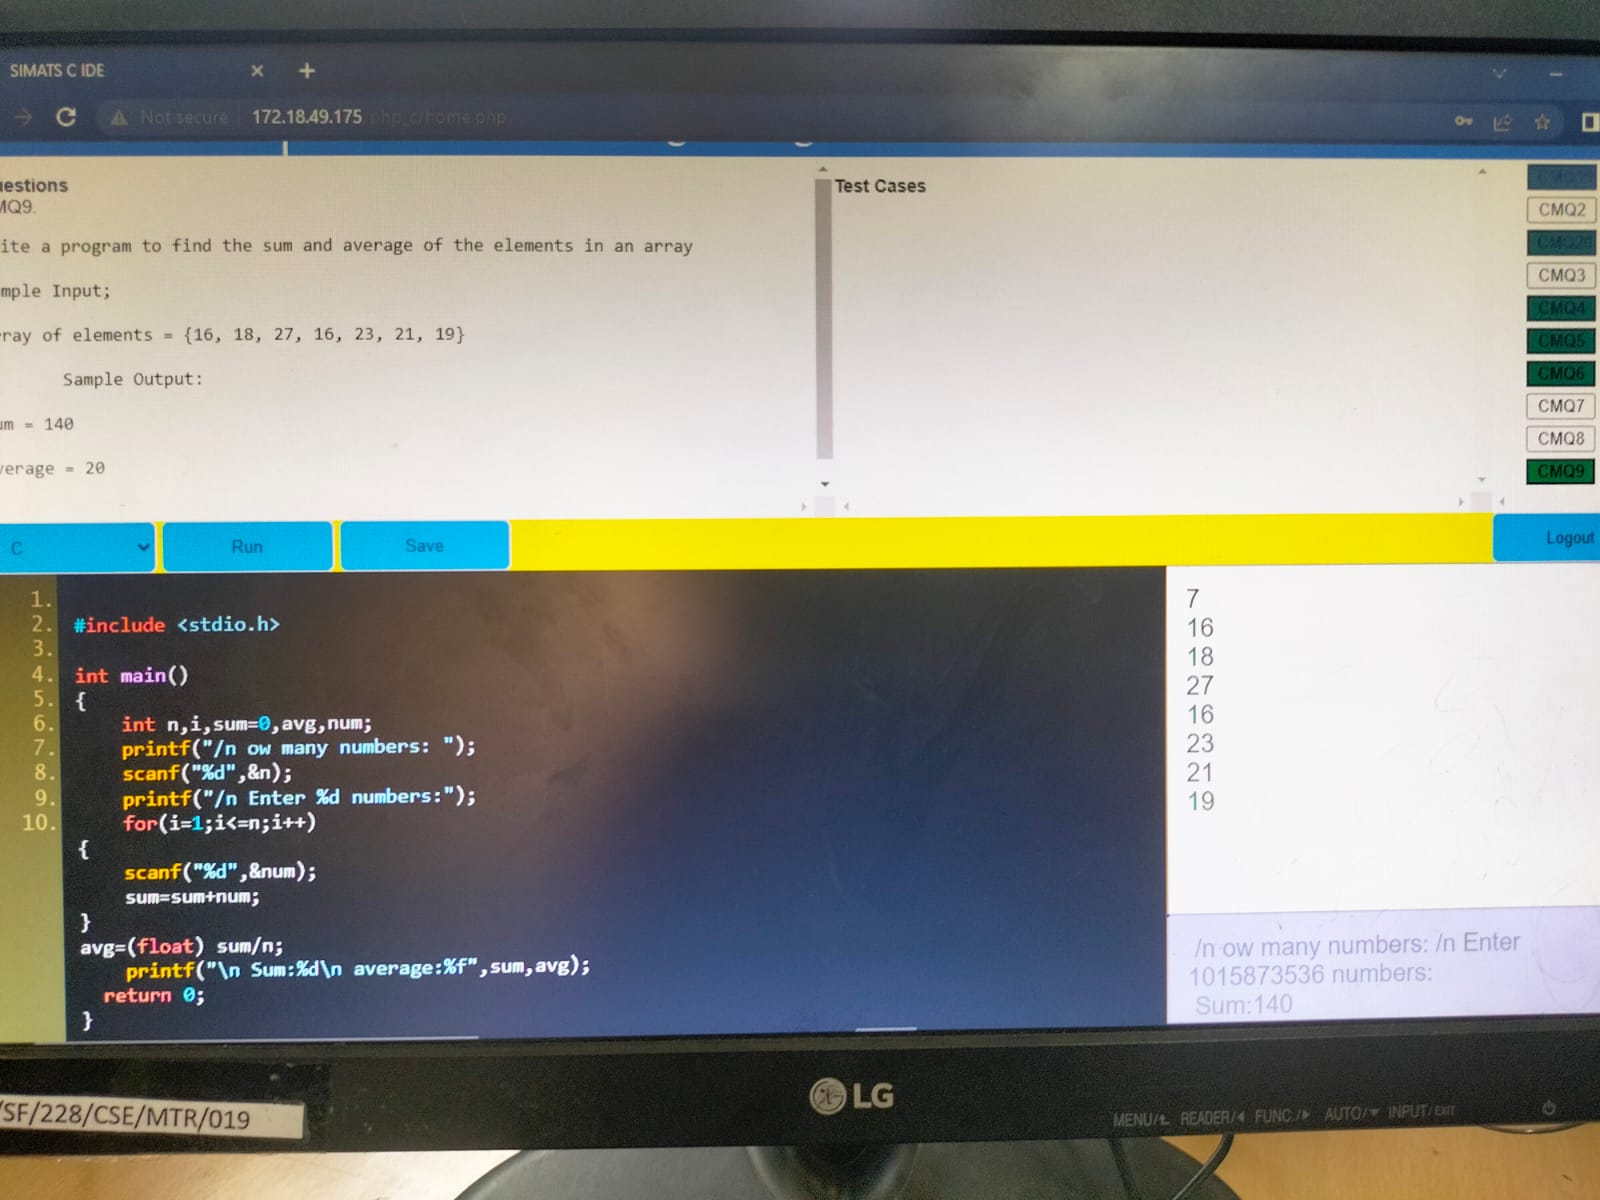 SIMATS C IDE
Not secure 172.18.49.175/php_c/home.php
estions
MQ9.
ite a program to find the sum and average of the elements in an array
mple Input;
ray of elements = {16, 18, 27, 16, 23, 21, 19}
Sample Output:
um = 140
verage = 20
Test Cases
CMQ2
CMQ20
CMQ3
CMQ4
CMQ5
CMQ6
CMQ7
CMQ8
CMQ9
C
Run
Save
Logout
1.
2. #include <stdio.h>
3.
4. int main()
5. {
6. int n,i,sum=0,avg,num;
7. printf("/n ow many numbers: ");
8. scanf("%d",&n);
9. printf("/n Enter %d numbers:");
10. for(i=1;i<=n;i++)
{
scanf("%d",&num);
sum=sum+num;
}
avg=(float) sum/n;
printf("\n Sum:%d\n average:%f",sum,avg);
return 0;
}
7
16
18
27
16
23
21
19
/n ow many numbers: /n Enter
1015873536 numbers:
Sum:140
LG
MENU/ READER/ FUNC./ AUTO/ INPUT/EXIT
/SF/228/CSE/MTR/019